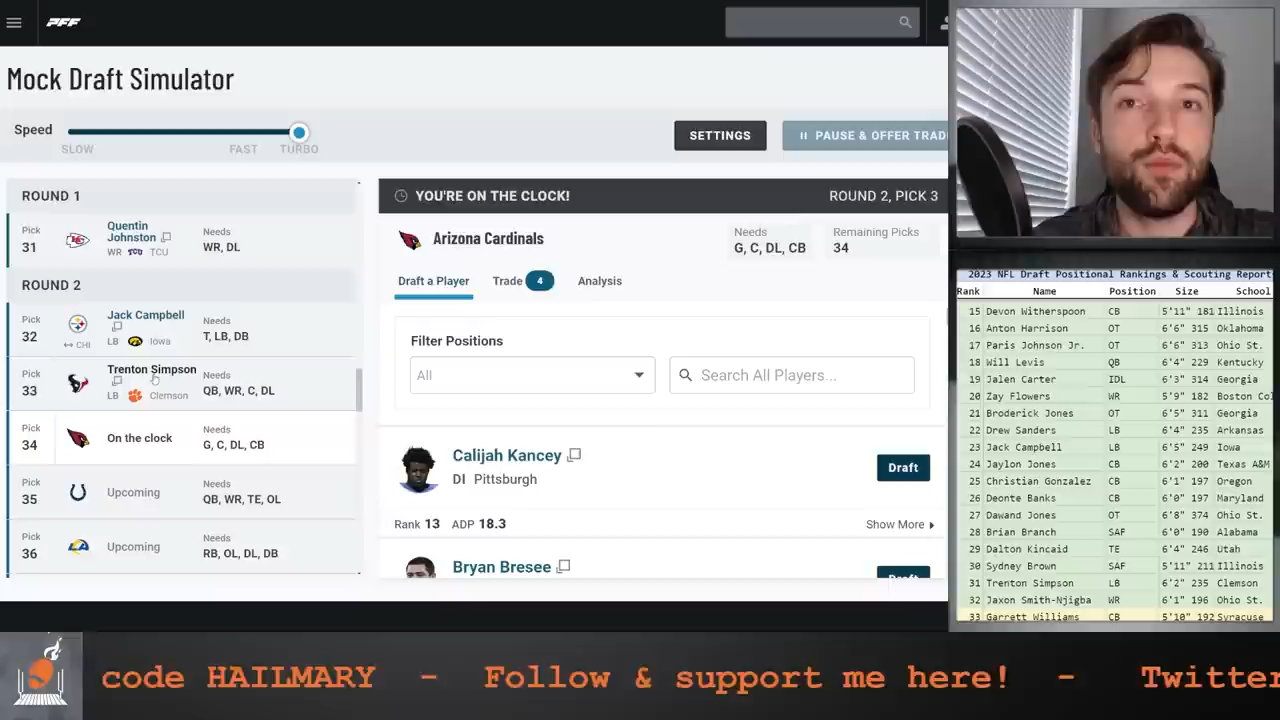 PFF
Mock Draft Simulator
Speed
SLOW
FAST
TURBO
SETTINGS
PAUSE & OFFER TRAD
ROUND 1
Pick
31
Quentin
Johnston
WR TCU TCU
Needs
WR, DL
ROUND 2
Pick
32
↔ CHI
Jack Campbell
LB Iowa
Needs
T, LB, DB
Pick
33
Trenton Simpson
LB Clemson
Needs
QB, WR, C, DL
Pick
34
On the clock
Needs
G, C, DL, CB
Pick
35
Upcoming
Needs
QB, WR, TE, OL
Pick
36
Upcoming
Needs
RB, OL, DL, DB
YOU'RE ON THE CLOCK!
ROUND 2, PICK 3
Arizona Cardinals
Needs
G, C, DL, CB
Remaining Picks
34
Draft a Player
Trade 4
Analysis
Filter Positions
All
Search All Players...
Calijah Kancey
DI Pittsburgh
Draft
Rank 13 ADP 18.3
Show More
Bryan Bresee
Draft
2023 NFL Draft Positional Rankings & Scouting Report
Rank Name Position Size School
15 Devon Witherspoon CB 5'11" 181 Illinois
16 Anton Harrison OT 6'6" 315 Oklahoma
17 Paris Johnson Jr. OT 6'6" 313 Ohio St.
18 Will Levis QB 6'4" 229 Kentucky
19 Jalen Carter IDL 6'3" 314 Georgia
20 Zay Flowers WR 5'9" 182 Boston Col
21 Broderick Jones OT 6'5" 311 Georgia
22 Drew Sanders LB 6'4" 235 Arkansas
23 Jack Campbell LB 6'5" 249 Iowa
24 Jaylon Jones CB 6'2" 200 Texas A&M
25 Christian Gonzalez CB 6'1" 197 Oregon
26 Deonte Banks CB 6'0" 197 Maryland
27 Dawand Jones OT 6'8" 374 Ohio St.
28 Brian Branch SAF 6'0" 190 Alabama
29 Dalton Kincaid TE 6'4" 246 Utah
30 Sydney Brown SAF 5'11" 211 Illinois
31 Trenton Simpson LB 6'2" 235 Clemson
32 Jaxon Smith-Njigba WR 6'1" 196 Ohio St.
33 Garrett Williams CB 5'10" 192 Syracuse
code HAILMARY - Follow & support me here! - Twitter